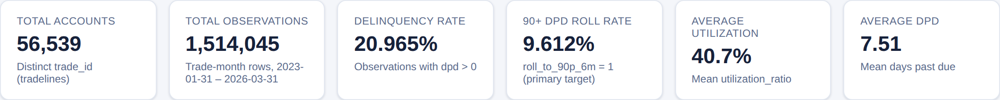 TOTAL ACCOUNTS
56,539
Distinct trade_id
(tradelines)
TOTAL OBSERVATIONS
1,514,045
Trade-month rows, 2023-
01-31 – 2026-03-31
DELINQUENCY RATE
20.965%
Observations with dpd > 0
90+ DPD ROLL RATE
9.612%
roll_to_90p_6m = 1
(primary target)
AVERAGE
UTILIZATION
40.7%
Mean utilization_ratio
AVERAGE DPD
7.51
Mean days past due